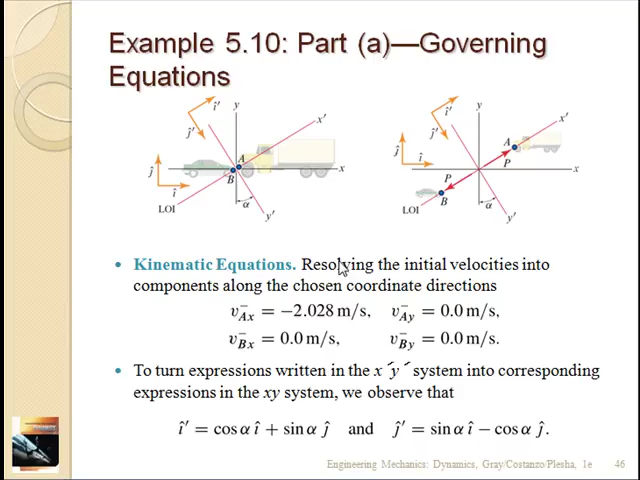 Example 5.10: Part (a)—Governing
Equations
î′ y x′
ĵ′
A
ĵ x
B
î
LOI α
y′
î′ y x′
ĵ′ A
ĵ P
î x
P
B
LOI α
y′
• Kinematic Equations. Resolving the initial velocities into
components along the chosen coordinate directions
v⁻Ax = −2.028 m/s, v⁻Ay = 0.0 m/s,
v⁻Bx = 0.0 m/s, v⁻By = 0.0 m/s.
• To turn expressions written in the x´y´ system into corresponding
expressions in the xy system, we observe that
î′ = cos α î + sin α ĵ and ĵ′ = sin α î − cos α ĵ.
Engineering Mechanics: Dynamics, Gray/Costanzo/Plesha, 1e 46